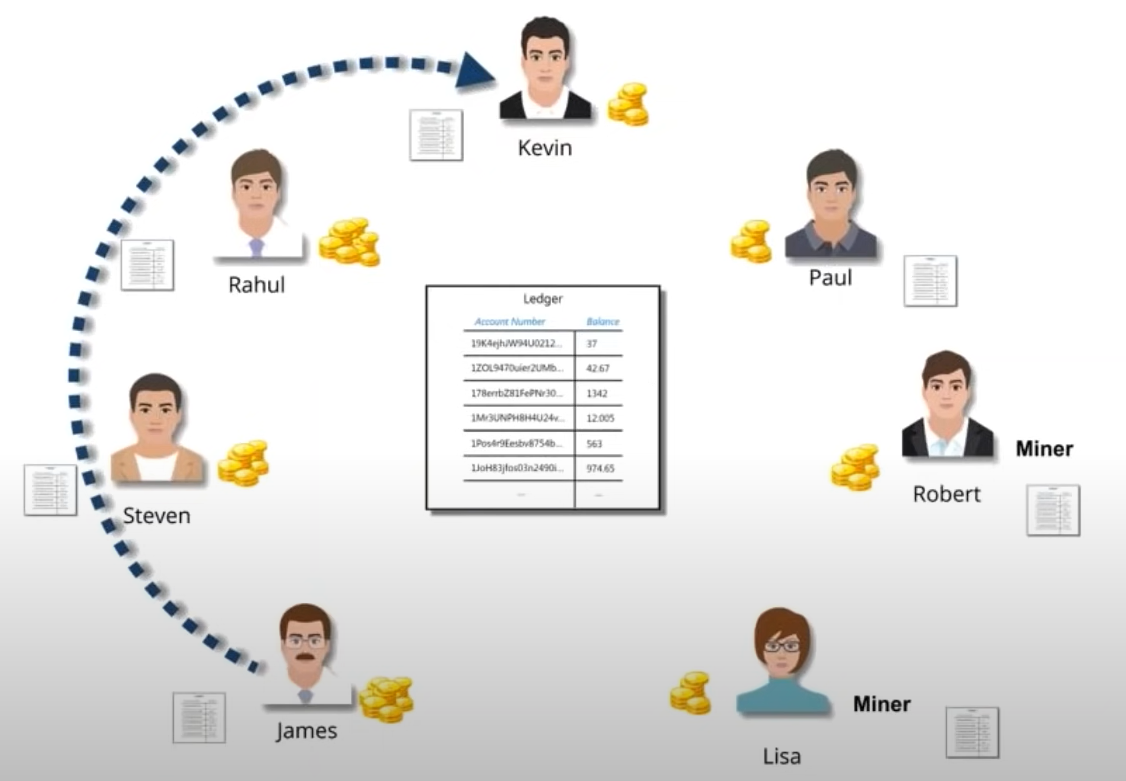 Kevin
Rahul
Paul
Ledger
Account Number Balance
19K4ejhJW94U0212... 37
1ZOL9470uier2UMb... 42.67
178errbZ81FePNr30... 1342
1Mr3UNPH8H4U24v... 12.005
1Pos4r9Eesbv8754b... 563
1JoH83jfos03n2490i... 974.65
... ...
Miner
Robert
Steven
James
Miner
Lisa